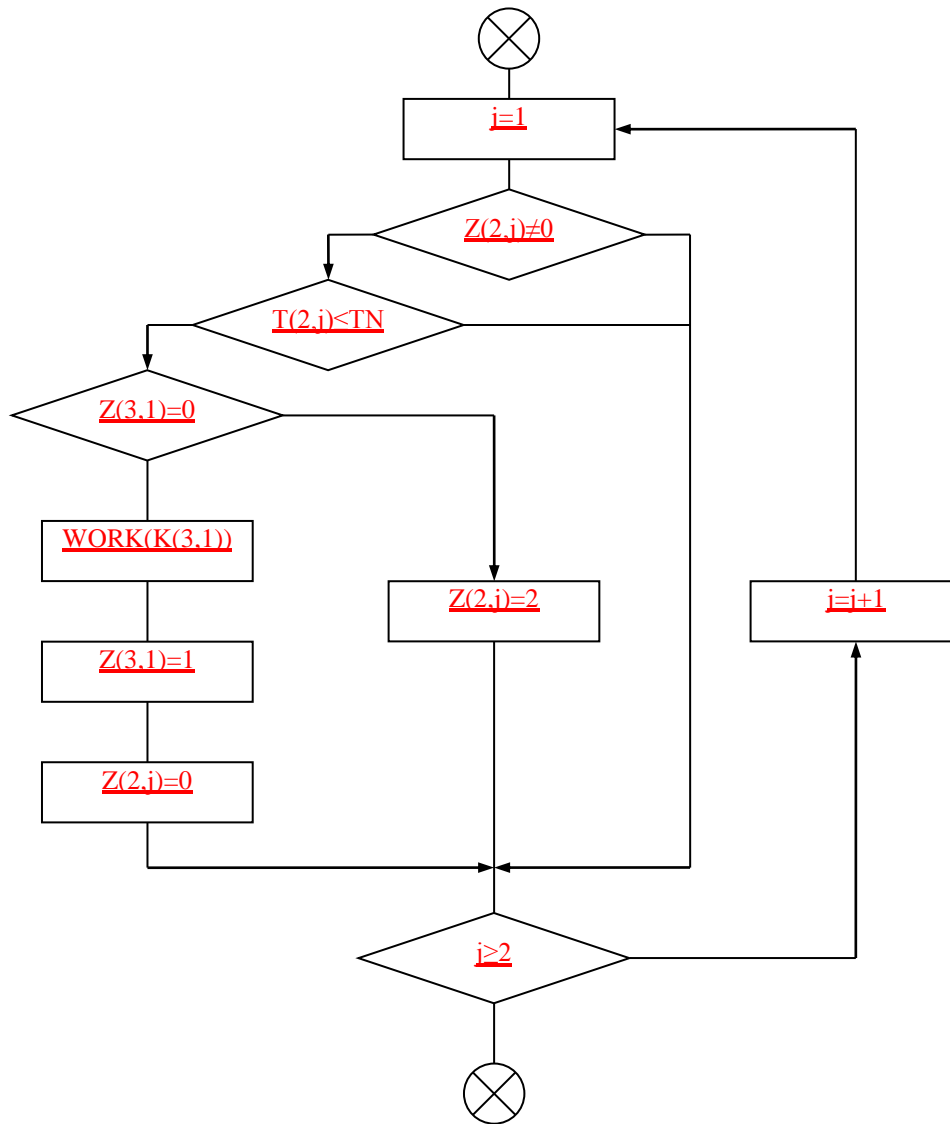 j=1
Z(2,j)≠0
T(2,j)<TN
Z(3,1)=0
WORK(K(3,1))
Z(2,j)=2
j=j+1
Z(3,1)=1
Z(2,j)=0
j≥2